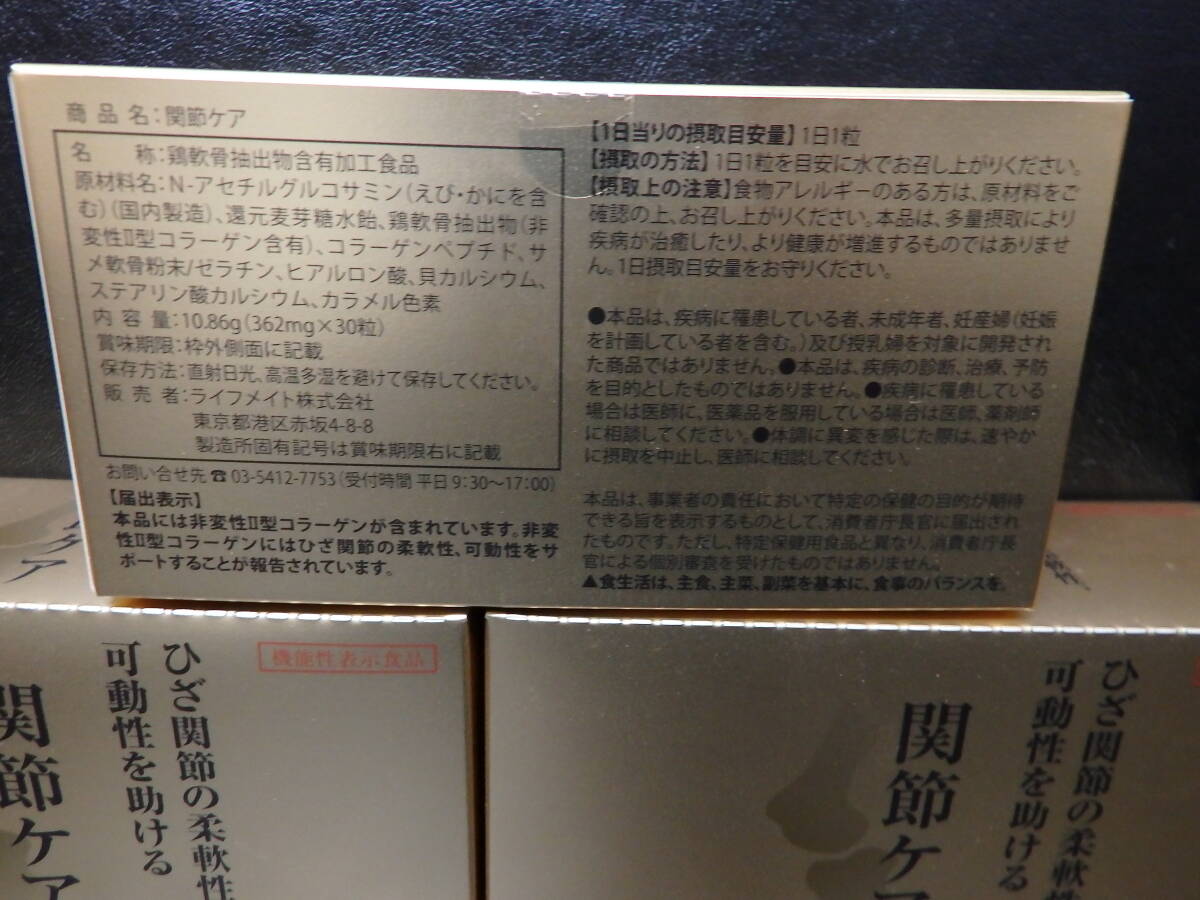 商品名:関節ケア
名　　称:鶏軟骨抽出物含有加工食品
原材料名:N-アセチルグルコサミン(えび・かにを含
む)(国内製造)、還元麦芽糖水飴、鶏軟骨抽出物(非
変性Ⅱ型コラーゲン含有)、コラーゲンペプチド、サ
メ軟骨粉末/ゼラチン、ヒアルロン酸、貝カルシウム、
ステアリン酸カルシウム、カラメル色素
内容量:10.86g(362mg×30粒)
賞味期限:枠外側面に記載
保存方法:直射日光、高温多湿を避けて保存してください。
販売者:ライフメイト株式会社
東京都港区赤坂4-8-8
製造所固有記号は賞味期限右に記載
お問い合せ先☎03-5412-7753(受付時間 平日 9:30〜17:00)
【届出表示】
本品には非変性Ⅱ型コラーゲンが含まれています。非変
性Ⅱ型コラーゲンにはひざ関節の柔軟性、可動性をサ
ポートすることが報告されています。
【1日当りの摂取目安量】1日1粒
【摂取の方法】1日1粒を目安に水でお召し上がりください。
【摂取上の注意】食物アレルギーのある方は、原材料をご
確認の上、お召し上がりください。本品は、多量摂取により
疾病が治癒したり、より健康が増進するものではありませ
ん。1日摂取目安量をお守りください。
●本品は、疾病に罹患している者、未成年者、妊産婦(妊娠
を計画している者を含む。)及び授乳婦を対象に開発され
た商品ではありません。●本品は、疾病の診断、治療、予防
を目的としたものではありません。●疾病に罹患している
場合は医師に、医薬品を服用している場合は医師、薬剤師
に相談してください。●体調に異変を感じた際は、速やか
に摂取を中止し、医師に相談してください。
本品は、事業者の責任において特定の保健の目的が期待
できる旨を表示するものとして、消費者庁長官に届出され
たものです。ただし、特定保健用食品と異なり、消費者庁長
官による個別審査を受けたものではありません。
▲食生活は、主食、主菜、副菜を基本に、食事のバランスを。
ケア
機能性表示食品
ひざ関節の柔軟性
可動性を助ける
関節ケア
ひざ関節の柔軟性
可動性を助ける
関節ケ